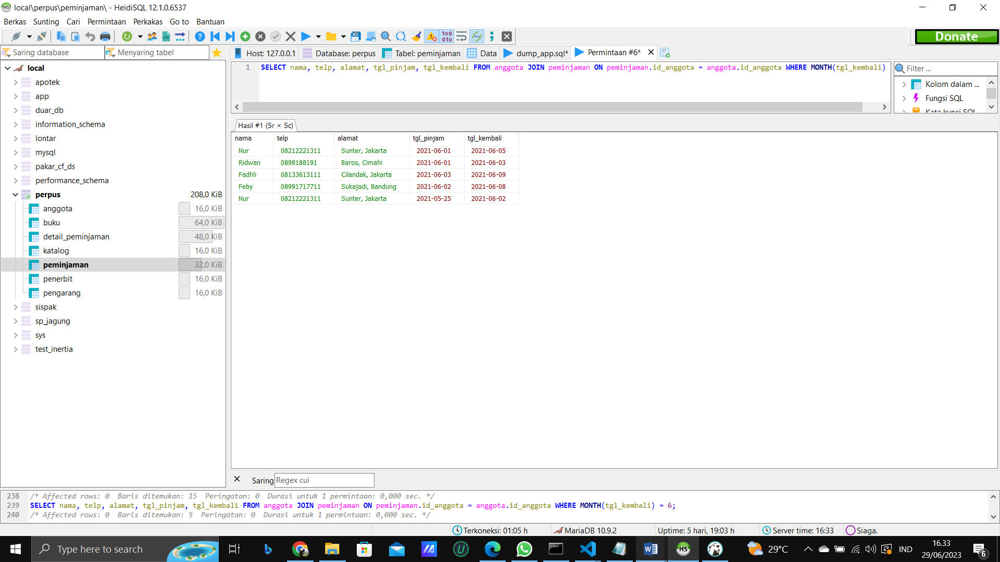 local\perpus\peminjaman\ - HeidiSQL 12.1.0.6537
Berkas Sunting Cari Permintaan Perkakas Go to Bantuan
Donate
Saring database Menyaring tabel
Host: 127.0.0.1 Database: perpus Tabel: peminjaman Data dump_app.sql* Permintaan #6*
local
apotek
app
duar_db
information_schema
lontar
mysql
pakar_cf_ds
performance_schema
perpus 208,0 KiB
anggota 16,0 KiB
buku 64,0 KiB
detail_peminjaman 48,0 KiB
katalog 16,0 KiB
peminjaman 32,0 KiB
penerbit 16,0 KiB
pengarang 16,0 KiB
sispak
sp_jagung
sys
test_inertia
1 SELECT nama, telp, alamat, tgl_pinjam, tgl_kembali FROM anggota JOIN peminjaman ON peminjaman.id_anggota = anggota.id_anggota WHERE MONTH(tgl_kembali)
Filter ...
Kolom dalam ...
Fungsi SQL
Kata kunci SQL
Hasil #1 (5r × 5c)
nama telp alamat tgl_pinjam tgl_kembali
Nur 08212221311 Sunter, Jakarta 2021-06-01 2021-06-05
Ridwan 0898188191 Baros, Cimahi 2021-06-01 2021-06-03
Fadhli 08133613111 Cilandak, Jakarta 2021-06-03 2021-06-09
Feby 08991717711 Sukajadi, Bandung 2021-06-02 2021-06-08
Nur 08212221311 Sunter, Jakarta 2021-05-25 2021-06-02
Saring Regex cui
238 /* Affected rows: 0 Baris ditemukan: 15 Peringatan: 0 Durasi untuk 1 permintaan: 0,000 sec. */
239 SELECT nama, telp, alamat, tgl_pinjam, tgl_kembali FROM anggota JOIN peminjaman ON peminjaman.id_anggota = anggota.id_anggota WHERE MONTH(tgl_kembali) = 6;
240 /* Affected rows: 0 Baris ditemukan: 5 Peringatan: 0 Durasi untuk 1 permintaan: 0,000 sec. */
Terkoneksi: 01:05 h MariaDB 10.9.2 Uptime: 5 hari, 19:03 h Server time: 16:33 Siaga.
Type here to search 29°C IND 16.33
29/06/2023 6